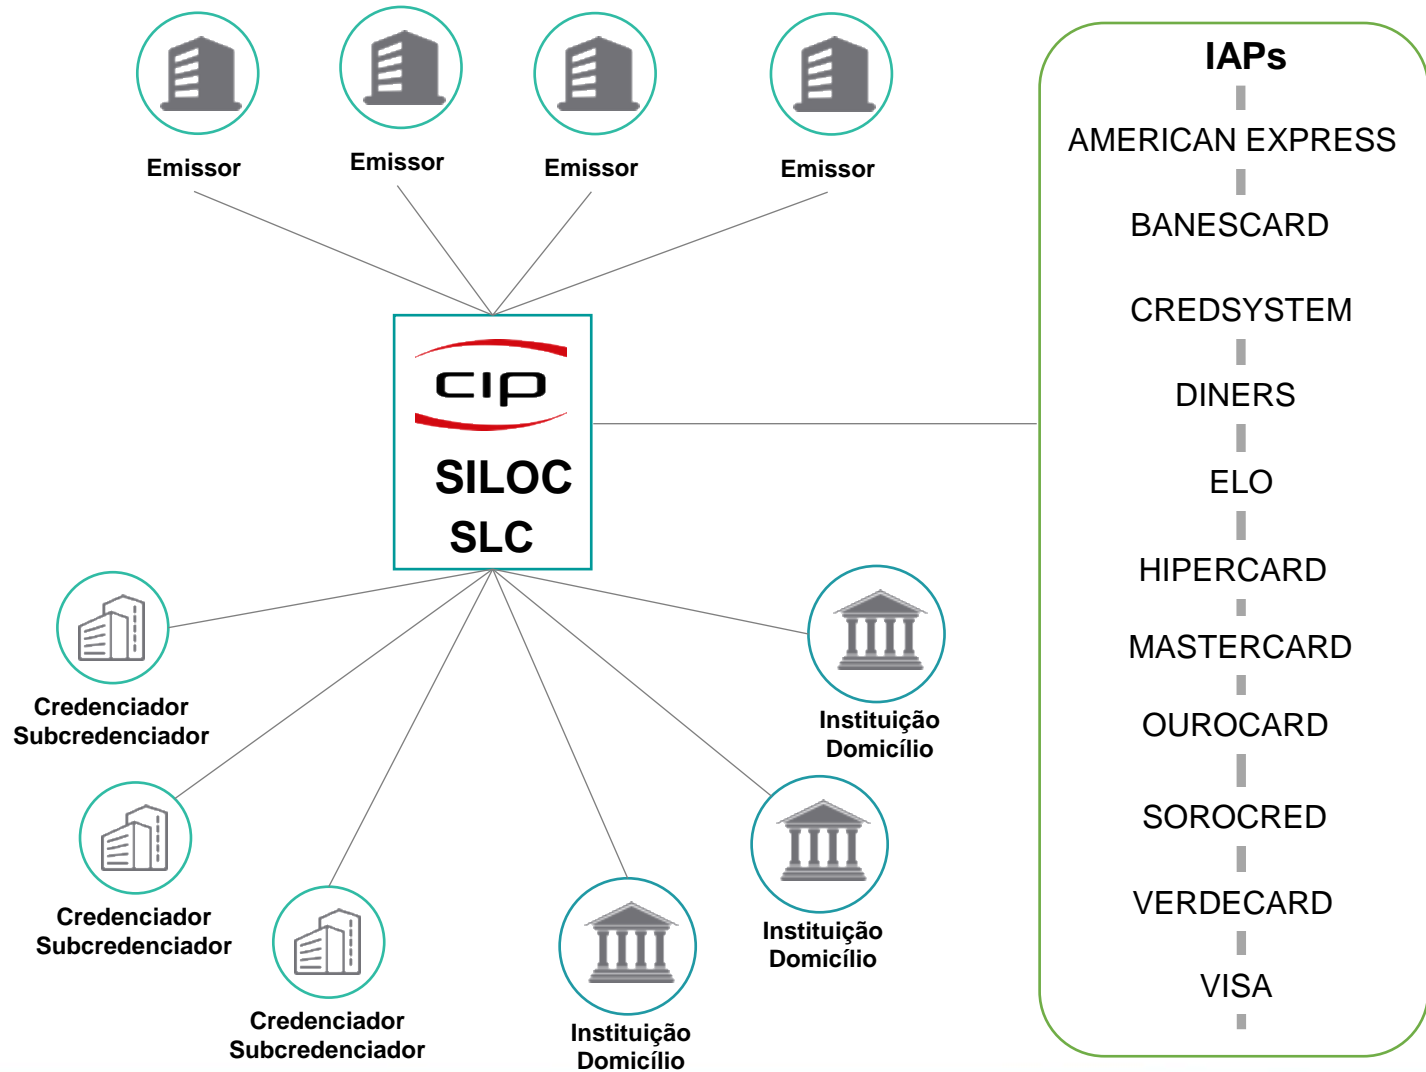 Emissor
Emissor
Emissor
Emissor
cip
SILOC
SLC
Credenciador
Subcredenciador
Credenciador
Subcredenciador
Credenciador
Subcredenciador
Instituição
Domicílio
Instituição
Domicílio
Instituição
Domicílio
IAPs
AMERICAN EXPRESS
BANESCARD
CREDSYSTEM
DINERS
ELO
HIPERCARD
MASTERCARD
OUROCARD
SOROCRED
VERDECARD
VISA